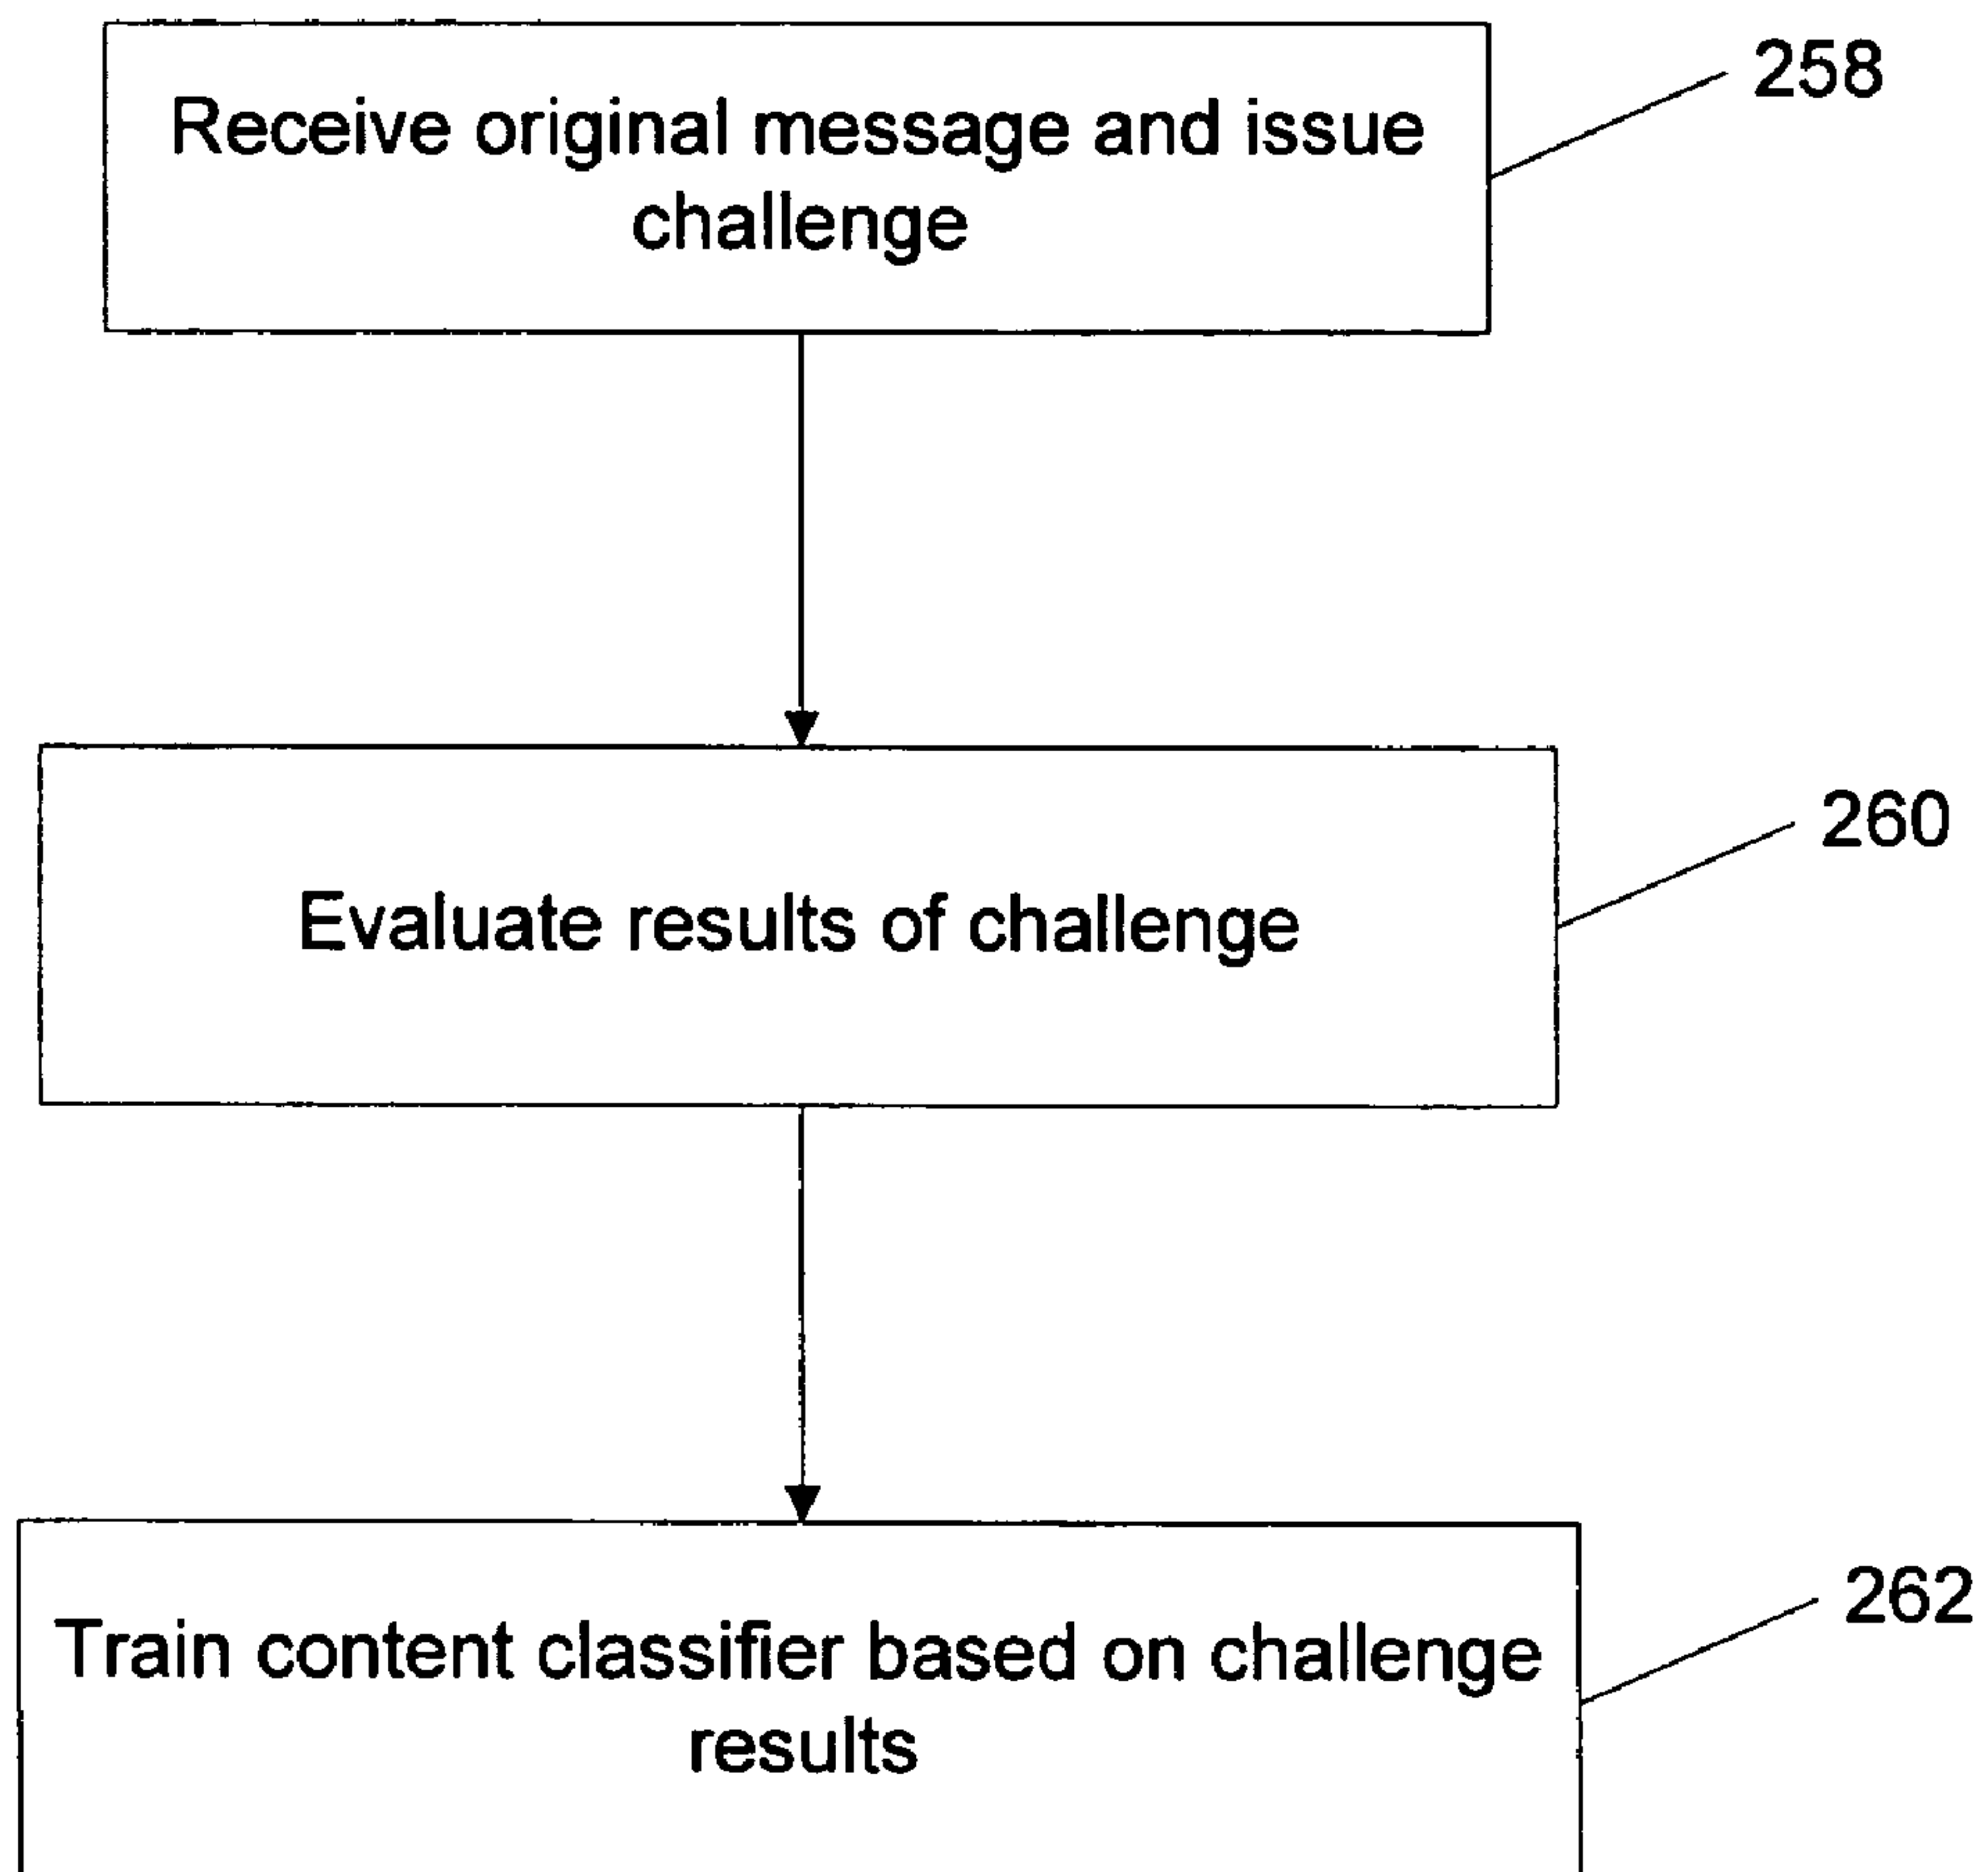 Receive original message and issue
challenge
258
Evaluate results of challenge
260
Train content classifier based on challenge
results
262